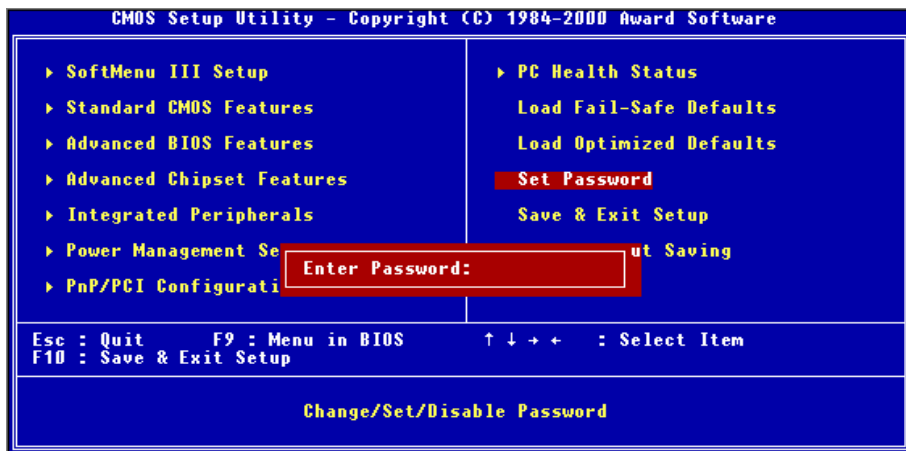 CMOS Setup Utility - Copyright (C) 1984-2000 Award Software
SoftMenu III Setup
Standard CMOS Features
Advanced BIOS Features
Advanced Chipset Features
Integrated Peripherals
Power Management Se
PnP/PCI Configurati
PC Health Status
Load Fail-Safe Defaults
Load Optimized Defaults
Set Password
Save & Exit Setup
ut Saving
Enter Password:
Esc : Quit F9 : Menu in BIOS ↑ ↓ → ← : Select Item
F10 : Save & Exit Setup
Change/Set/Disable Password